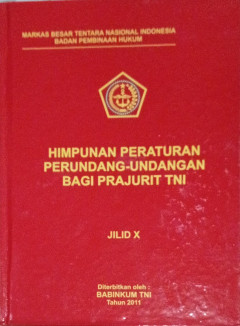 MARKAS BESAR TENTARA NASIONAL INDONESIA
BADAN PEMBINAAN HUKUM
HIMPUNAN PERATURAN
PERUNDANG-UNDANGAN
BAGI PRAJURIT TNI
JILID X
Diterbitkan oleh :
BABINKUM TNI
Tahun 2011